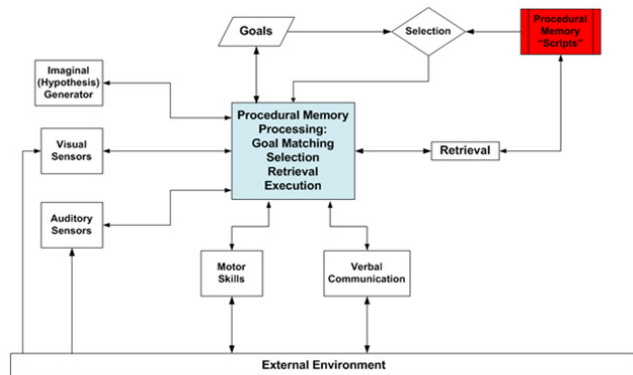 Goals
Selection
Procedural
Memory
"Scripts"
Imaginal
(Hypothesis)
Generator
Procedural Memory
Processing:
Goal Matching
Selection
Retrieval
Execution
Visual
Sensors
Retrieval
Auditory
Sensors
Motor
Skills
Verbal
Communication
External Environment